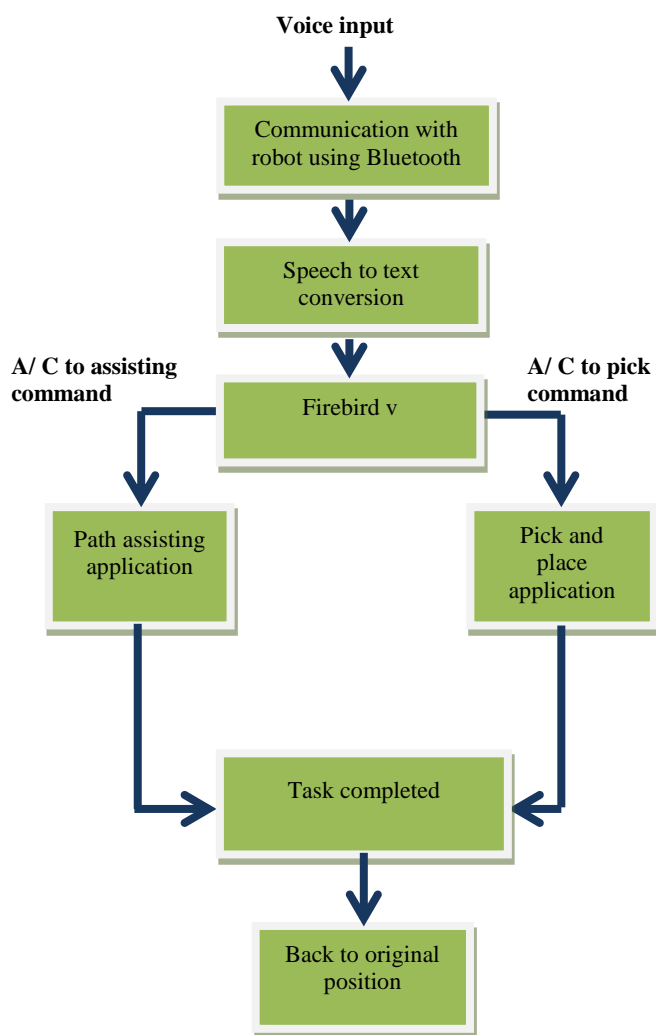 Voice input
Communication with
robot using Bluetooth
Speech to text
conversion
A/ C to assisting
command
A/ C to pick
command
Firebird v
Path assisting
application
Pick and
place
application
Task completed
Back to original
position